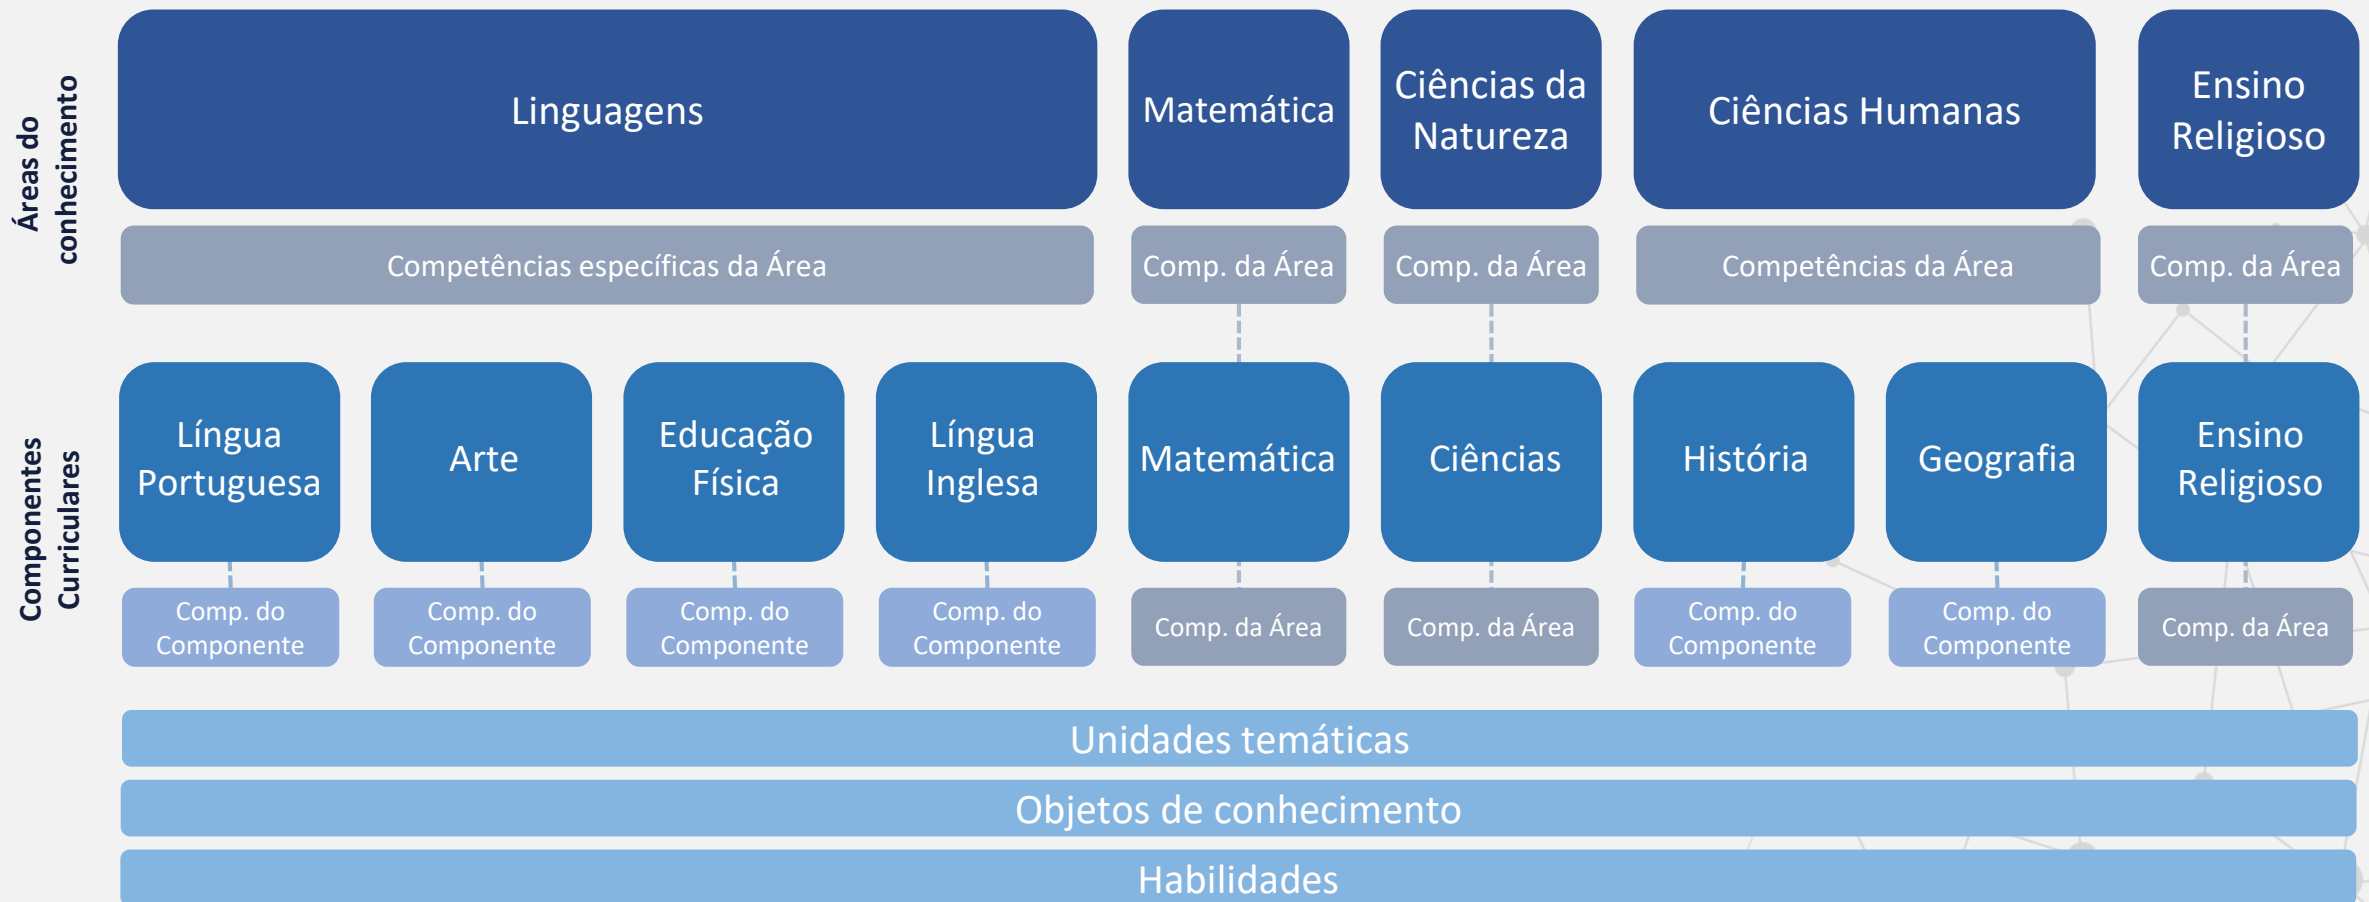 Áreas do
conhecimento
Linguagens
Matemática
Ciências da
Natureza
Ciências Humanas
Ensino
Religioso
Competências específicas da Área
Comp. da Área
Comp. da Área
Competências da Área
Comp. da Área
Componentes
Curriculares
Língua
Portuguesa
Arte
Educação
Física
Língua
Inglesa
Matemática
Ciências
História
Geografia
Ensino
Religioso
Comp. do
Componente
Comp. do
Componente
Comp. do
Componente
Comp. do
Componente
Comp. da Área
Comp. da Área
Comp. do
Componente
Comp. do
Componente
Comp. da Área
Unidades temáticas
Objetos de conhecimento
Habilidades